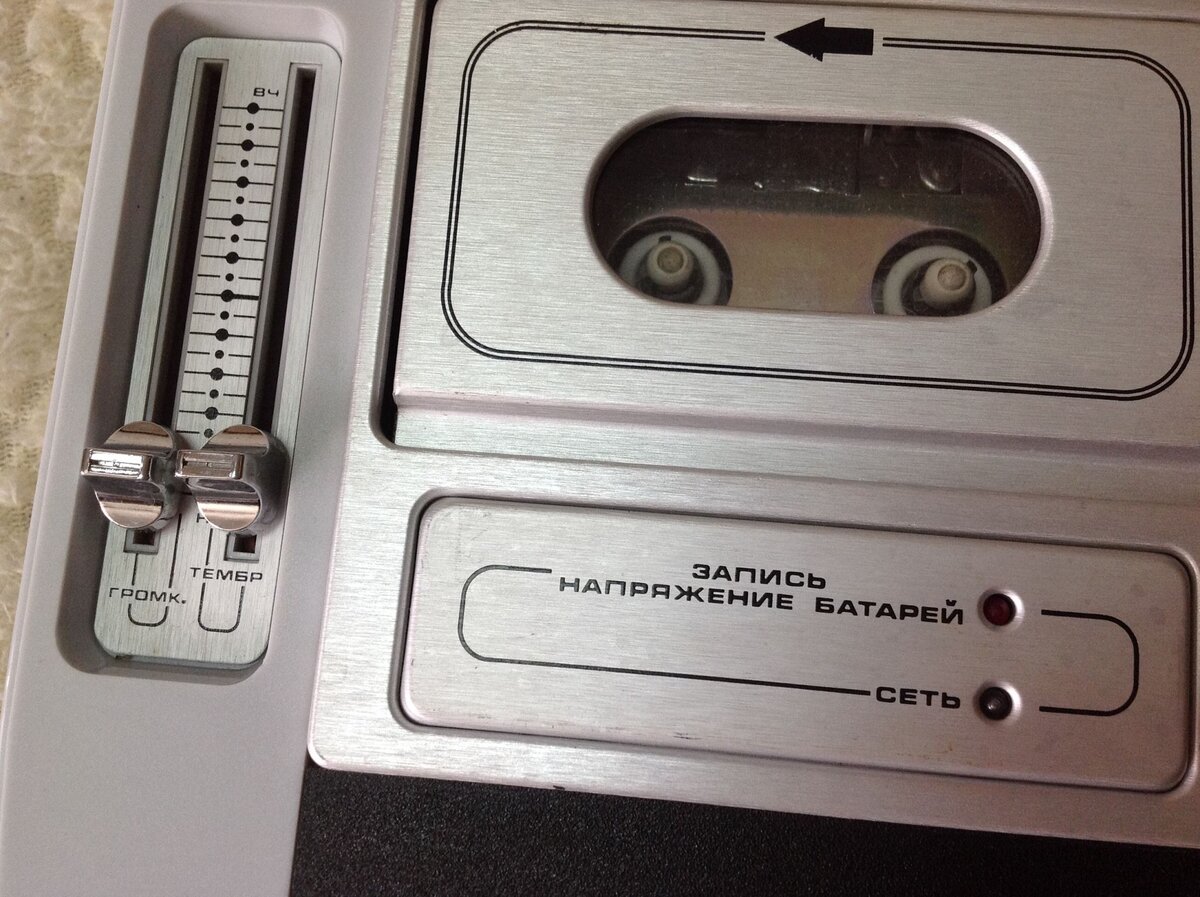 ВЧ
ГРОМК.
ТЕМБР
ЗАПИСЬ
НАПРЯЖЕНИЕ БАТАРЕЙ
СЕТЬ